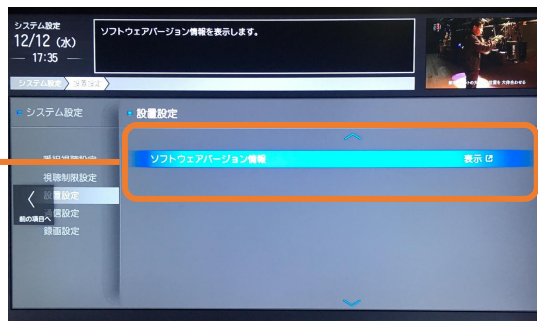 システム設定
12/12 (水)
17:35
ソフトウェアバージョン情報を表示します。
システム設定
システム設定
設置設定
ソフトウェアバージョン情報
表示
視聴制限設定
設置設定
前の項目へ
通信設定
録画設定